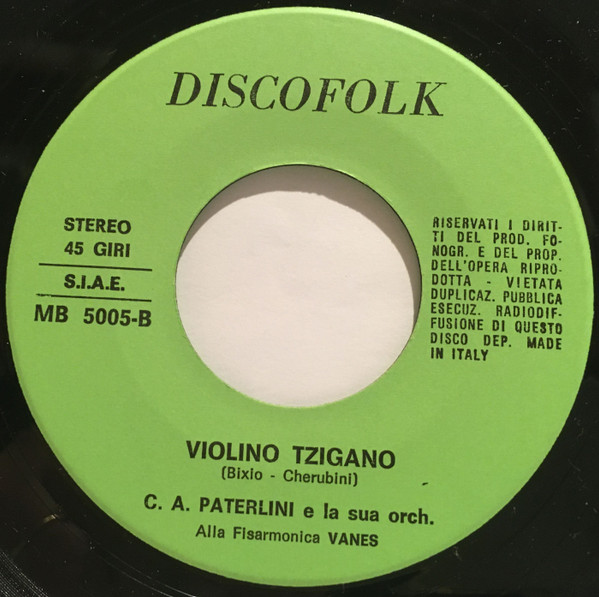 DISCOFOLK
STEREO
45 GIRI
S.I.A.E.
MB 5005-B
RISERVATI I DIRIT-
TI DEL PROD. FO-
NOGR. E DEL PROP.
DELL'OPERA RIPRO-
DOTTA - VIETATA
DUPLICAZ. PUBBLICA
ESECUZ. RADIODIF-
FUSIONE DI QUESTO
DISCO DEP. MADE
IN ITALY
VIOLINO TZIGANO
(Bixio - Cherubini)
C. A. PATERLINI e la sua orch.
Alla Fisarmonica VANES